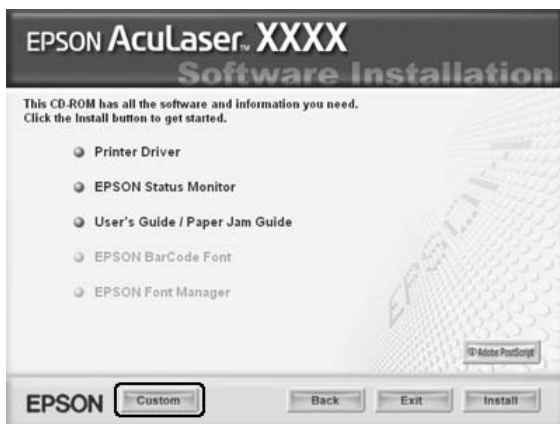 EPSON AcuLaser™ XXXX
Software Installation
This CD-ROM has all the software and information you need.
Click the Install button to get started.
Printer Driver
EPSON Status Monitor
User's Guide / Paper Jam Guide
EPSON BarCode Font
EPSON Font Manager
EPSON
Adobe PostScript
EPSON
Custom
Back
Exit
Install